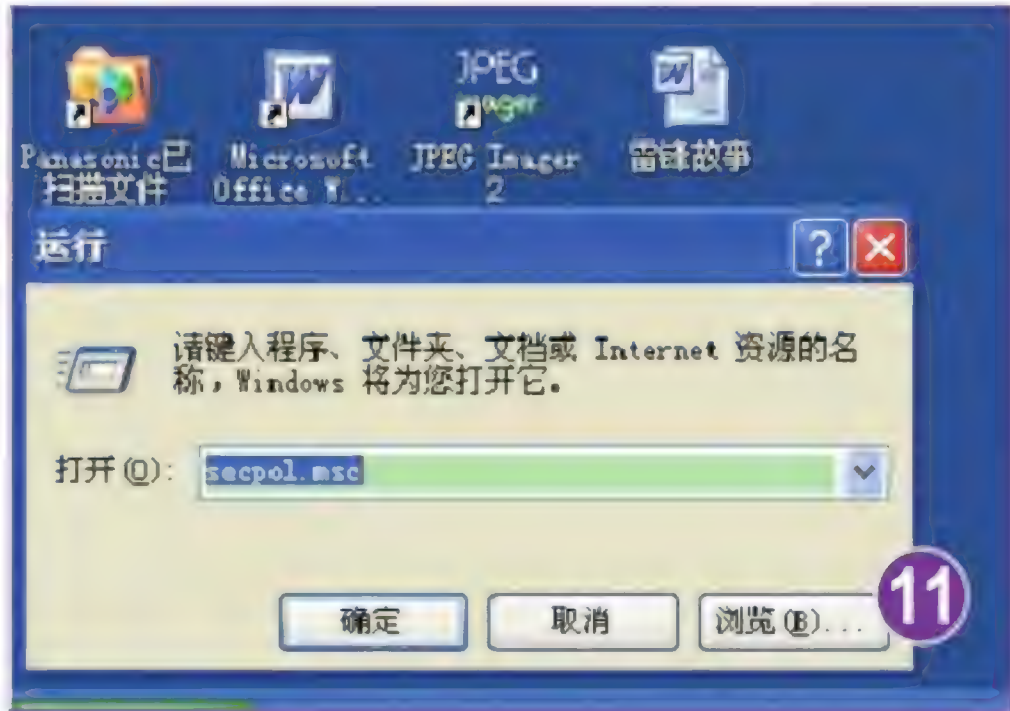 JPEG
Imager
Panasonic已
扫描文件
Microsoft
Office W...
JPEG Imager
2
雷锋故事
运行
请键入程序、文件夹、文档或 Internet 资源的名
称，Windows 将为您打开它。
打开(O):
secpol.msc
确定
取消
浏览(B)...
11